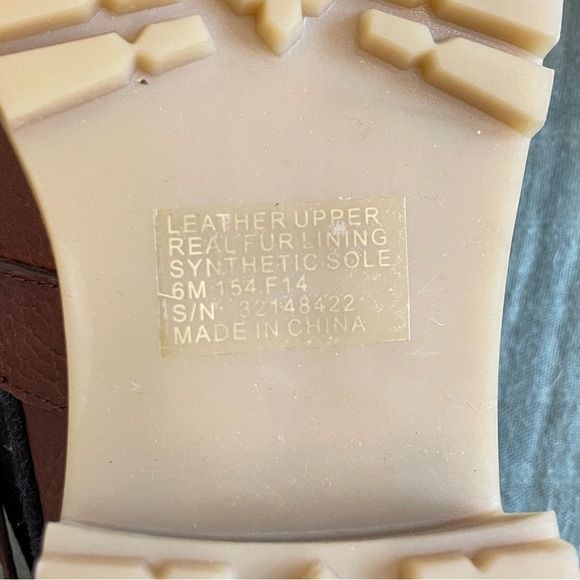 LEATHER UPPER
REAL FUR LINING
SYNTHETIC SOLE
6M 154 F14
S/N: 32148422
MADE IN CHINA